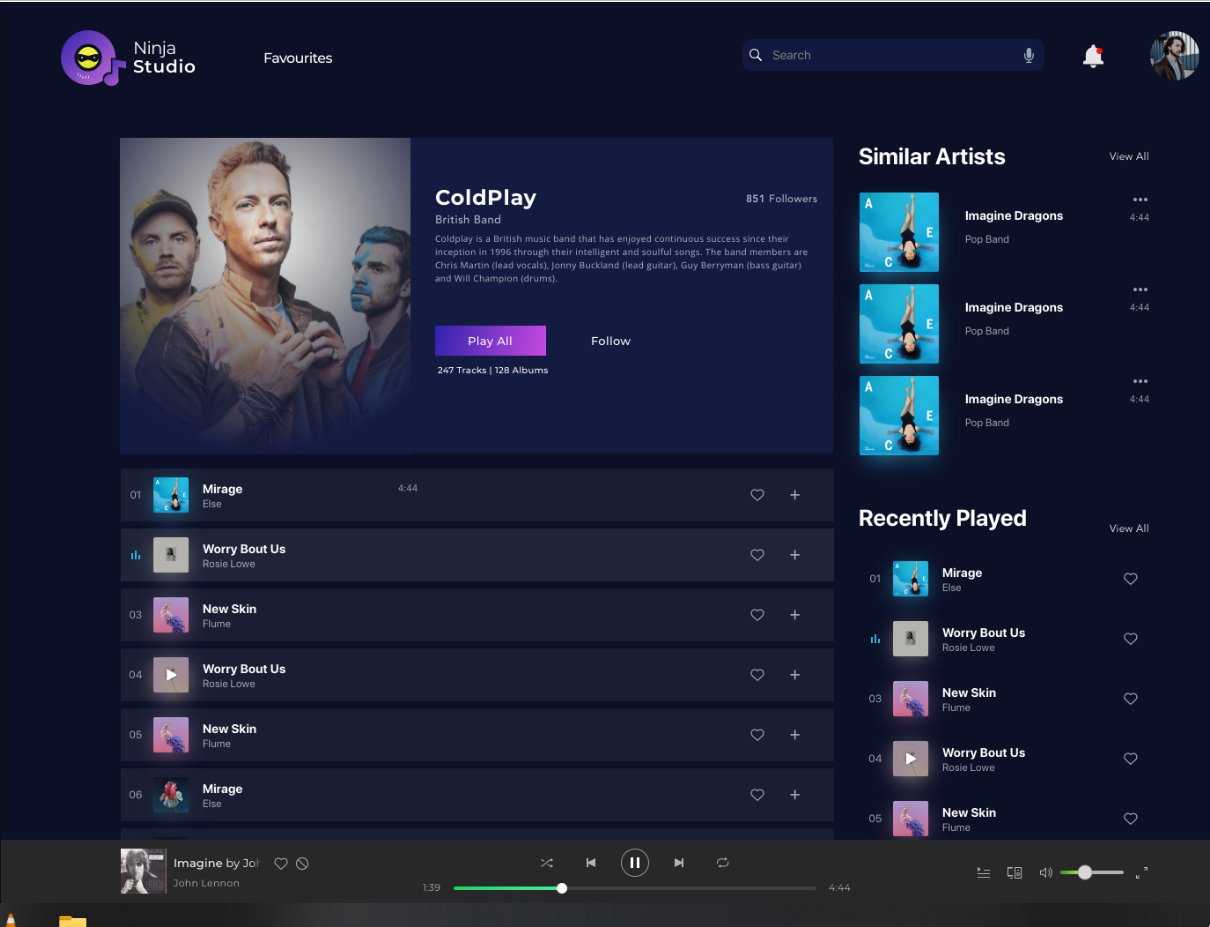 Ninja
Studio
Favourites
Search
ColdPlay
851 Followers
British Band
Coldplay is a British music band that has enjoyed continuous success since their
inception in 1996 through their intelligent and soulful songs. The band members are
Chris Martin (lead vocals), Jonny Buckland (lead guitar), Guy Berryman (bass guitar)
and Will Champion (drums).
Play All
Follow
247 Tracks | 128 Albums
01
Mirage
Else
4:44
Worry Bout Us
Rosie Lowe
03
New Skin
Flume
04
Worry Bout Us
Rosie Lowe
05
New Skin
Flume
06
Mirage
Else
Similar Artists
View All
A
E
C
Imagine Dragons
Pop Band
4:44
A
E
C
Imagine Dragons
Pop Band
4:44
A
E
C
Imagine Dragons
Pop Band
4:44
Recently Played
View All
01
Mirage
Else
Worry Bout Us
Rosie Lowe
03
New Skin
Flume
04
Worry Bout Us
Rosie Lowe
05
New Skin
Flume
Imagine by Joh
John Lennon
1:39
4:44